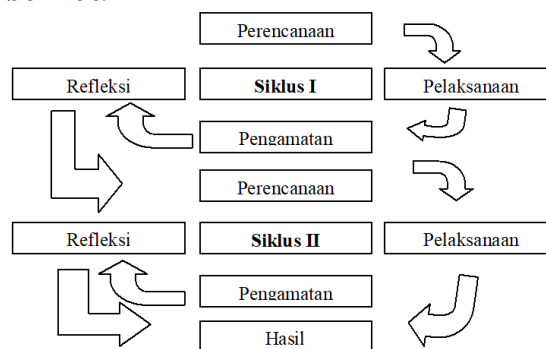 Perencanaan
Refleksi
Siklus I
Pelaksanaan
Pengamatan
Perencanaan
Refleksi
Siklus II
Pelaksanaan
Pengamatan
Hasil